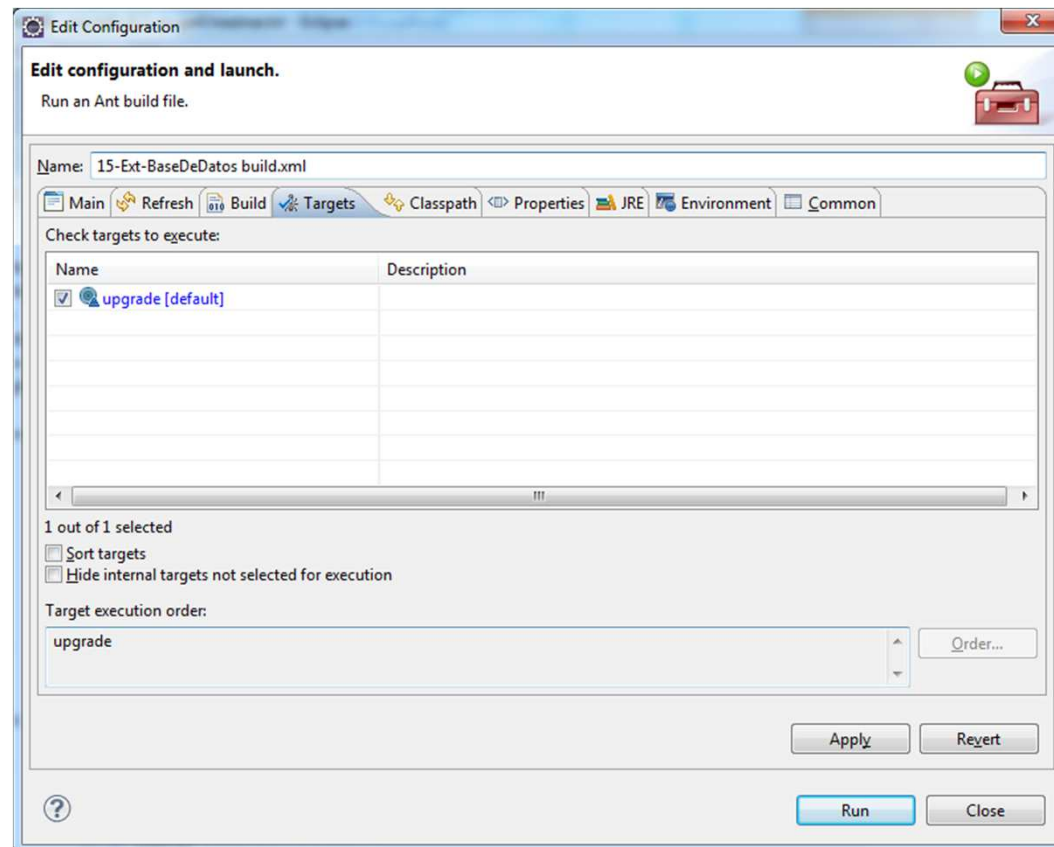 Edit Configuration
Edit configuration and launch.
Run an Ant build file.
Name: 15-Ext-BaseDeDatos build.xml
Main Refresh Build Targets Classpath Properties JRE Environment Common
Check targets to execute:
Name Description
upgrade [default]
1 out of 1 selected
Sort targets
Hide internal targets not selected for execution
Target execution order:
upgrade
Order...
Apply Revert
Run Close